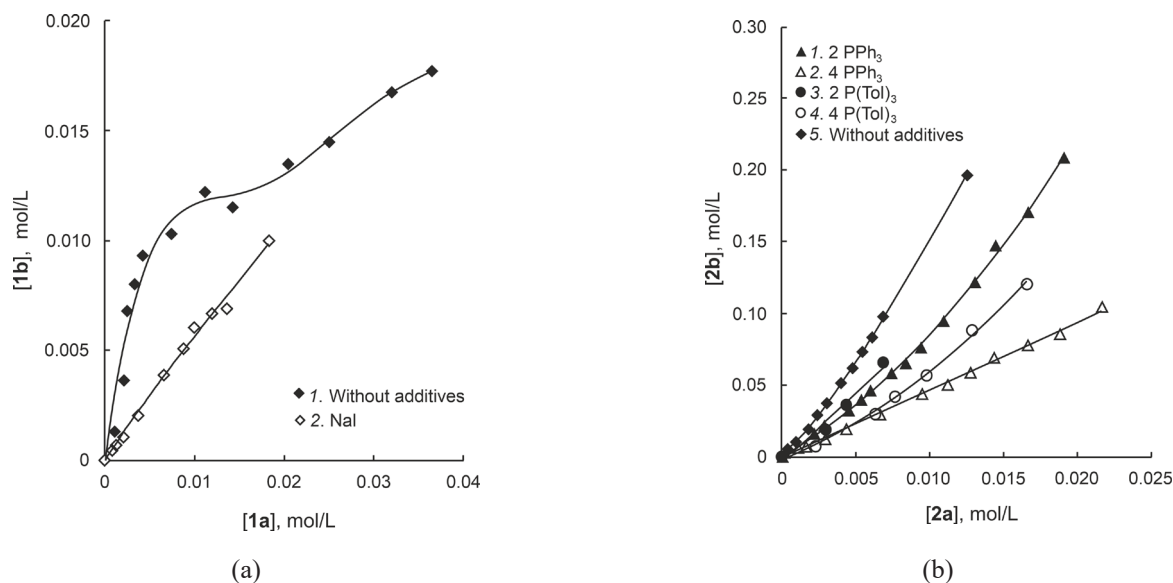 0.020
0.015
0.010
0.005
0
[1b], mol/L
1. Without additives
2. NaI
0 0.01 0.02 0.03 0.04
[1a], mol/L
(a)
0.30
0.25
0.20
0.15
0.10
0.05
0
[2b], mol/L
1. 2 PPh₃
2. 4 PPh₃
3. 2 P(Tol)₃
4. 4 P(Tol)₃
5. Without additives
0 0.005 0.010 0.015 0.020 0.025
[2a], mol/L
(b)